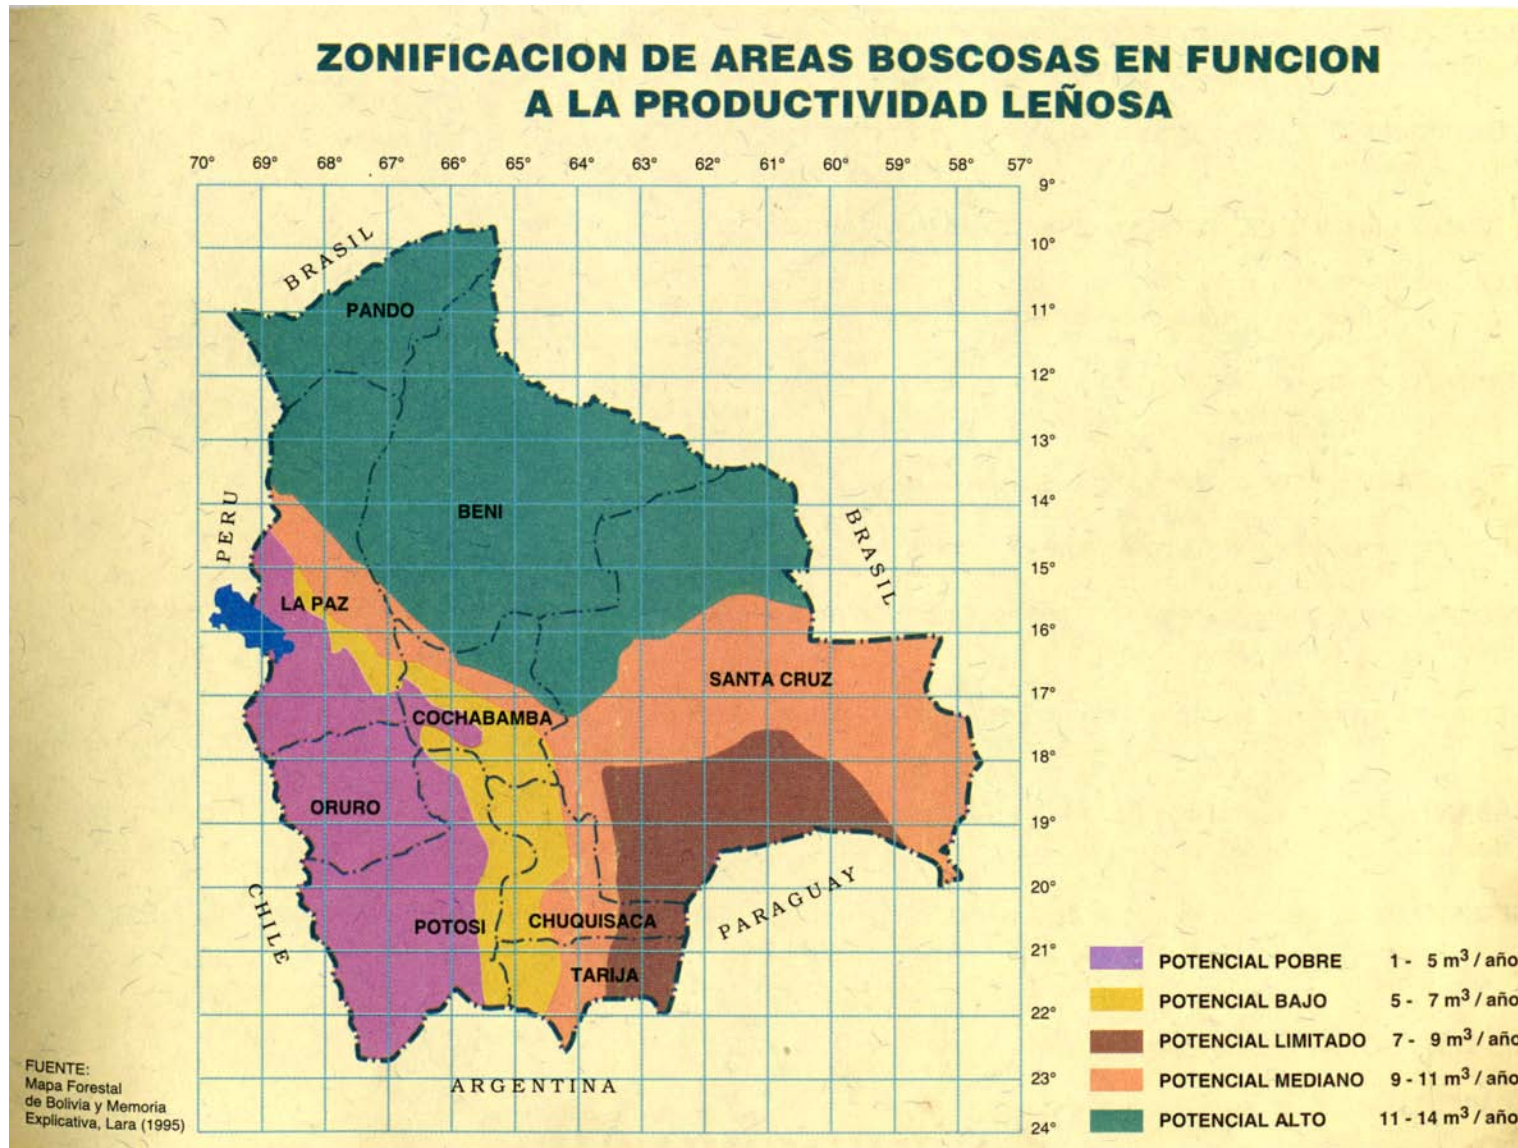 ZONIFICACION DE AREAS BOSCOSAS EN FUNCION
A LA PRODUCTIVIDAD LEÑOSA
70° 69° 68° 67° 66° 65° 64° 63° 62° 61° 60° 59° 58° 57°
9°
10°
11°
12°
13°
14°
15°
16°
17°
18°
19°
20°
21°
22°
23°
24°
BRASIL
PANDO
BENI
PERU
BRASIL
LA PAZ
SANTA CRUZ
COCHABAMBA
ORURO
CHILE
POTOSI
CHUQUISACA
PARAGUAY
TARIJA
ARGENTINA
POTENCIAL POBRE 1 - 5 m³ / año
POTENCIAL BAJO 5 - 7 m³ / año
POTENCIAL LIMITADO 7 - 9 m³ / año
POTENCIAL MEDIANO 9 - 11 m³ / año
POTENCIAL ALTO 11 - 14 m³ / año
FUENTE:
Mapa Forestal
de Bolivia y Memoria
Explicativa, Lara (1995)